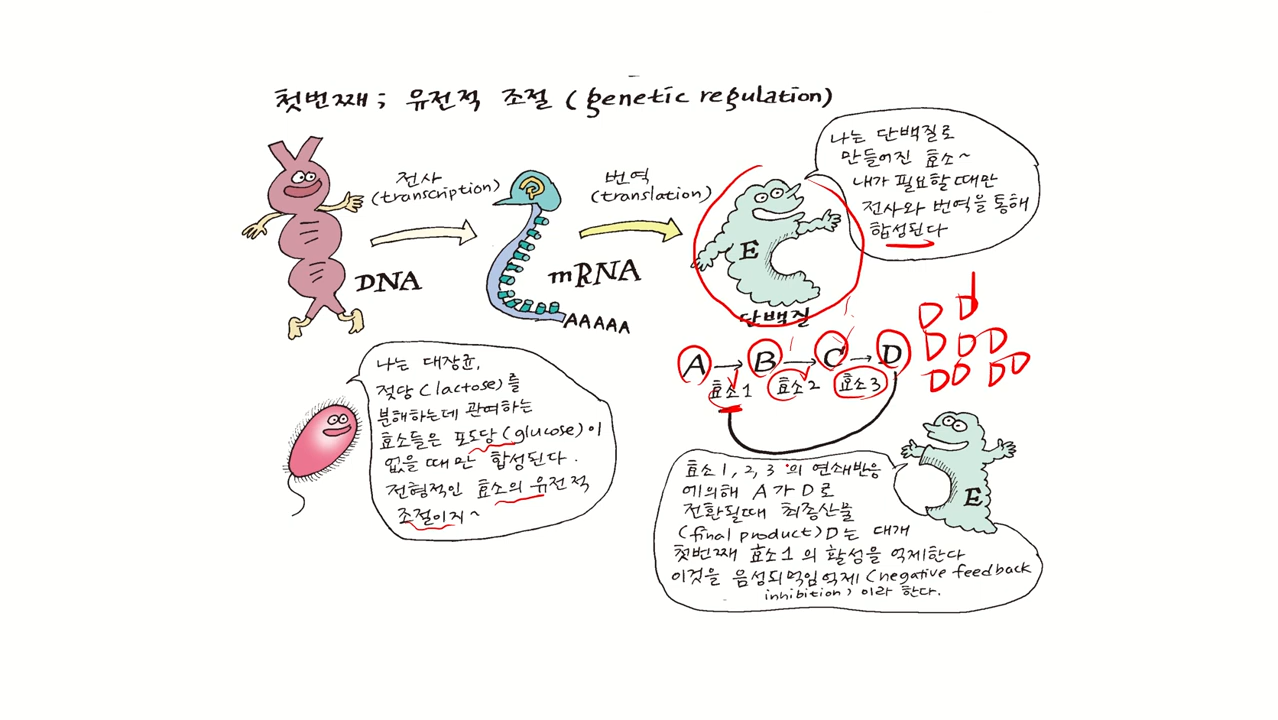 첫번째; 유전적 조절 (genetic regulation)
나는 단백질로
만들어진 효소~
내가 필요할때만
전사와 번역을 통해
합성된다
전사
(transcription)
번역
(translation)
E
DNA
mRNA
AAAAA
단백질
A → B → C → D
효소1 효소2 효소3
D D
D D D
D D D D
나는 대장균,
젖당(lactose)를
분해하는데 관여하는
효소들은 포도당(glucose)이
없을때만 합성된다.
전형적인 효소의 유전적
조절이지~
E
효소1, 2, 3 의 연쇄반응
에의해 A가 D로
전환될때 최종산물
(final product) D는 대개
첫번째 효소1의 활성을 억제한다
이것을 음성되먹임억제(negative feedback
inhibition) 이라 한다.